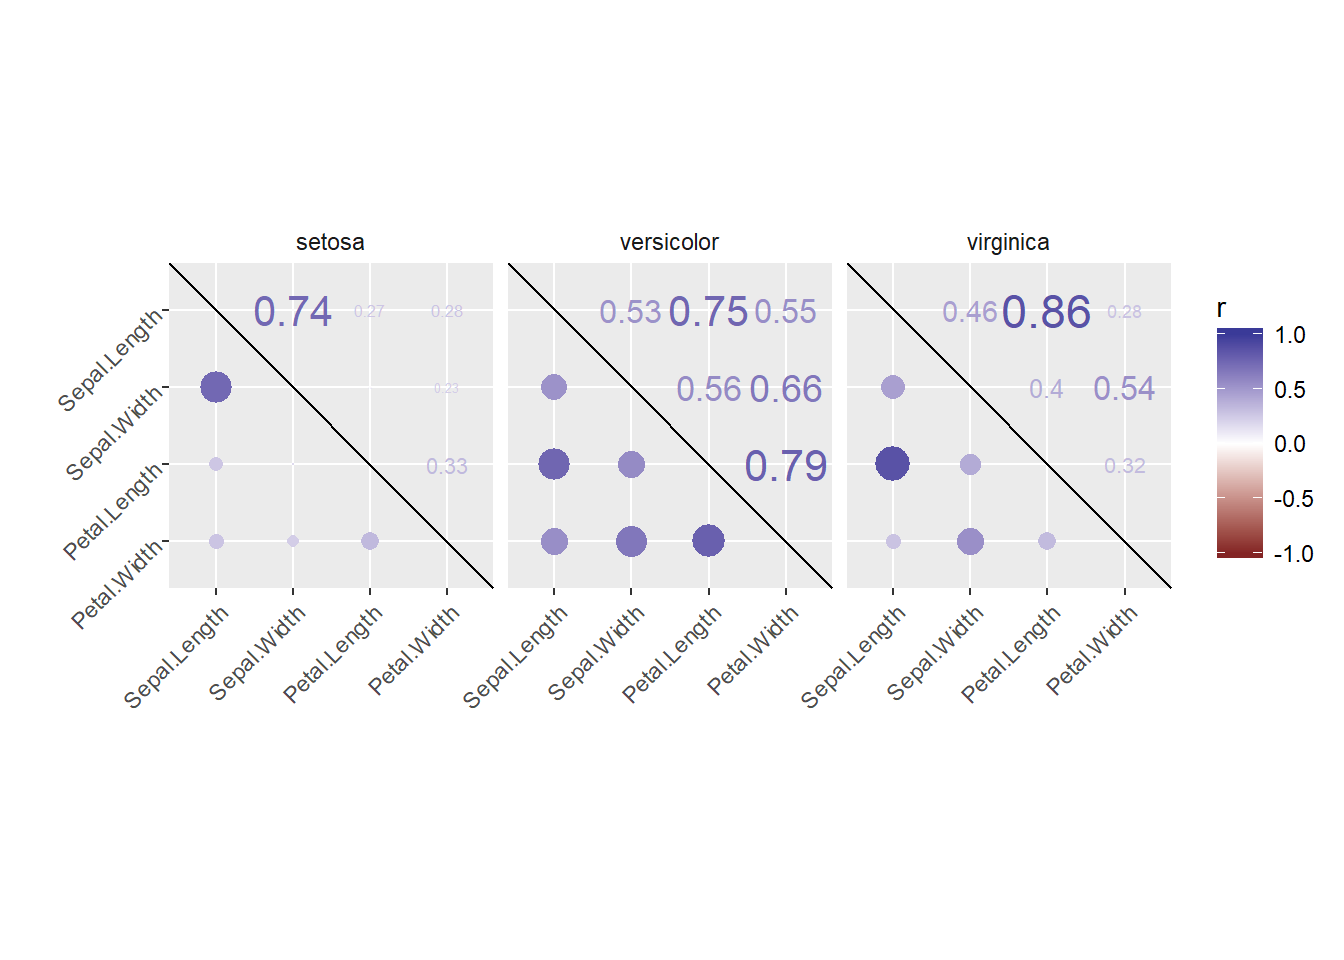 setosa versicolor virginica
r
Sepal.Length 0.74 0.27 0.28 0.53 0.75 0.55 0.46 0.86 0.28
Sepal.Width 0.23 0.56 0.66 0.4 0.54
Petal.Length 0.33 0.79 0.32
Petal.Width
1.0
0.5
0.0
-0.5
-1.0
Sepal.Length Sepal.Width Petal.Length Petal.Width Sepal.Length Sepal.Width Petal.Length Petal.Width Sepal.Length Sepal.Width Petal.Length Petal.Width